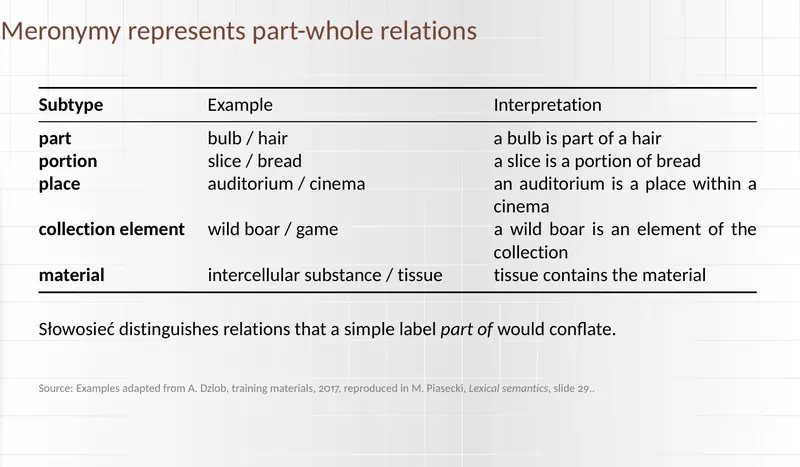 Meronymy represents part-whole relations
Subtype Example Interpretation
part bulb / hair a bulb is part of a hair
portion slice / bread a slice is a portion of bread
place auditorium / cinema an auditorium is a place within a
cinema
collection element wild boar / game a wild boar is an element of the
collection
material intercellular substance / tissue tissue contains the material
Słowosieć distinguishes relations that a simple label part of would conflate.
Source: Examples adapted from A. Dziob, training materials, 2017, reproduced in M. Piasecki, Lexical semantics, slide 29..